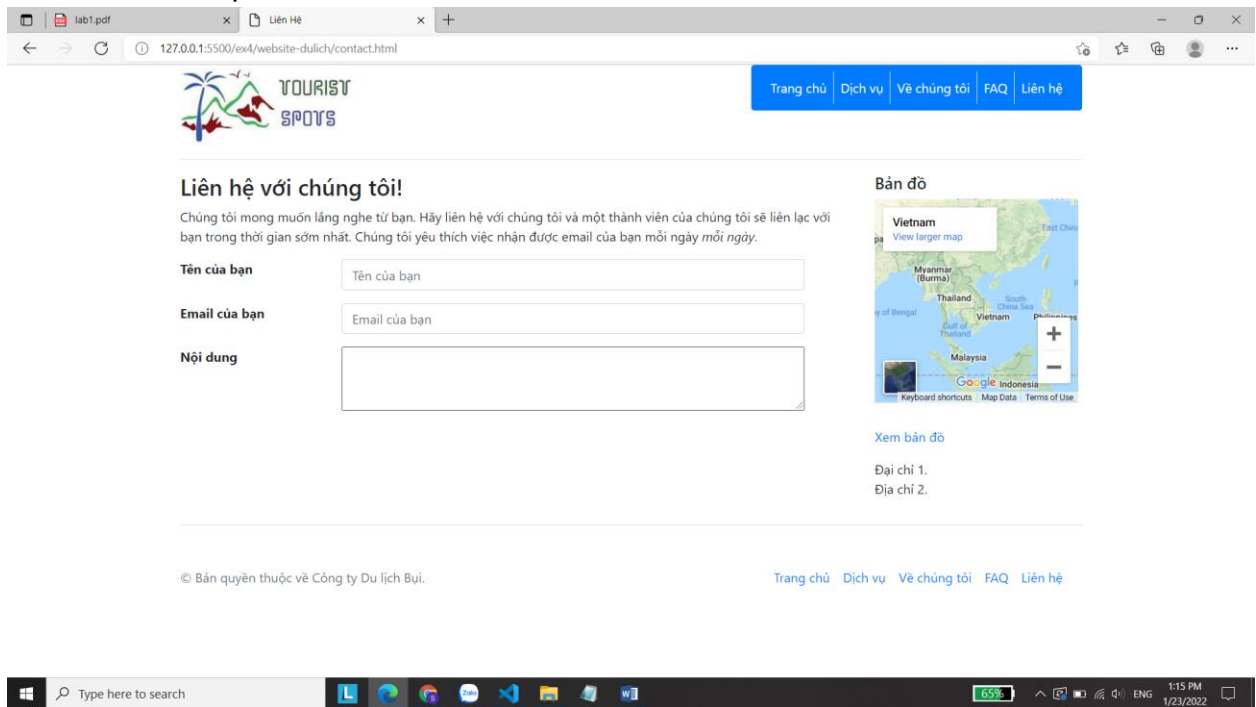 lab1.pdf
Liên Hệ
127.0.0.1:5500/ex4/website-dulich/contact.html
TOURIST
SPOTS
Trang chủ Dịch vụ Về chúng tôi FAQ Liên hệ
Liên hệ với chúng tôi!
Chúng tôi mong muốn lắng nghe từ bạn. Hãy liên hệ với chúng tôi và một thành viên của chúng tôi sẽ liên lạc với
bạn trong thời gian sớm nhất. Chúng tôi yêu thích việc nhận được email của bạn mỗi ngày mỗi ngày.
Tên của bạn
Tên của bạn
Email của bạn
Email của bạn
Nội dung
Bản đồ
Vietnam
View larger map
East China
Myanmar
(Burma)
Thailand
South
China Sea
y of Bengal
Vietnam
Philippines
Gulf of
Thailand
Malaysia
Google
Indonesia
Keyboard shortcuts Map Data Terms of Use
Xem bản đồ
Đại chỉ 1.
Địa chỉ 2.
© Bản quyền thuộc về Công ty Du lịch Bụi.
Trang chủ Dịch vụ Về chúng tôi FAQ Liên hệ
Type here to search
L
Zalo
65%
ENG
1:15 PM
1/23/2022